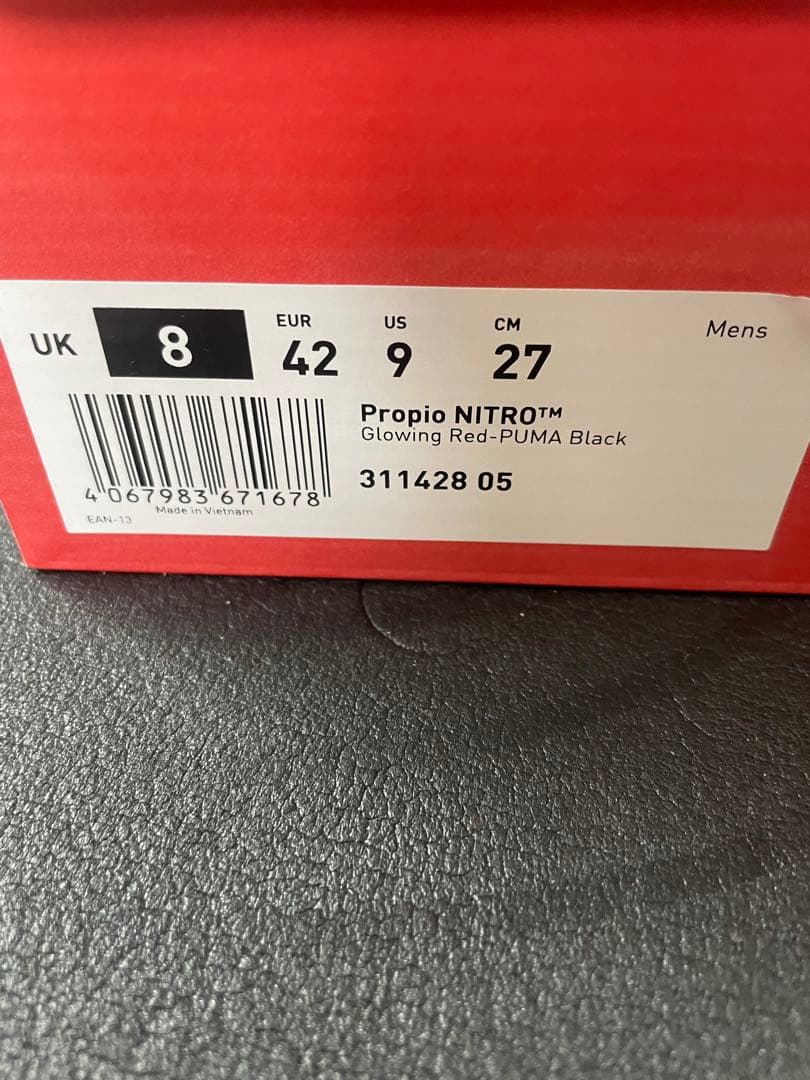 UK 8 EUR 42 US 9 CM 27 Mens
Propio NITRO™
Glowing Red-PUMA Black
311428 05
4 067983 671678
EAN-13 Made in Vietnam